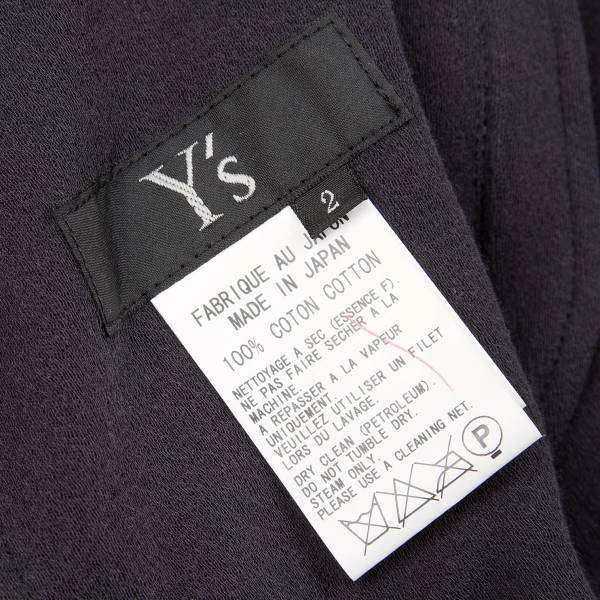 Y's
2
FABRIQUE AU JAPON
MADE IN JAPAN
100% COTON COTTON
NETTOYAGE A SEC (ESSENCE F).
NE PAS FAIRE SECHER A LA
MACHINE.
A REPASSER A LA VAPEUR
UNIQUEMENT.
VEUILLEZ UTILISER UN FILET
LORS DU LAVAGE.
DRY CLEAN (PETROLEUM).
DO NOT TUMBLE DRY.
STEAM ONLY.
PLEASE USE A CLEANING NET.
P